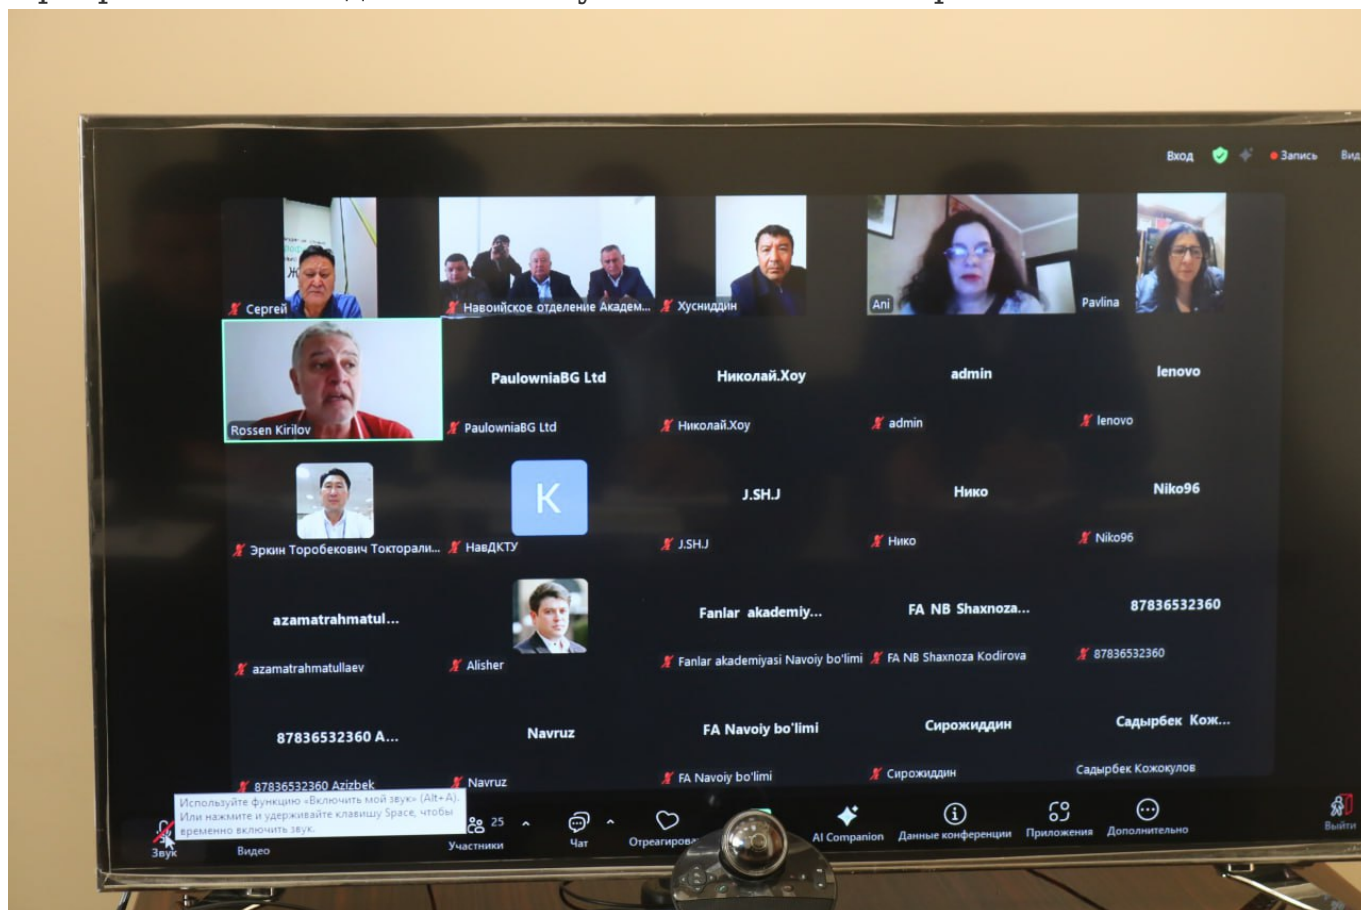 Вход
Запись
Вид
Сергей
Навоийское отделение Академ...
Хусниддин
Ani
Pavlina
Rossen Kirilov
PaulowniaBG Ltd
PaulowniaBG Ltd
Николай.Хоу
Николай.Хоу
admin
admin
lenovo
lenovo
Эркин Торобекович Токторали...
К
НавДКТУ
J.SH.J
J.SH.J
Нико
Нико
Niko96
Niko96
azamatrahmatul...
azamatrahmatullaev
Alisher
Fanlar akademiy...
Fanlar akademiyasi Navoiy bo'limi
FA NB Shaxnoza...
FA NB Shaxnoza Kodirova
87836532360
87836532360
87836532360 A...
87836532360 Azizbek
Navruz
Navruz
FA Navoiy bo'limi
FA Navoiy bo'limi
Сирожиддин
Сирожиддин
Садырбек Кож...
Садырбек Кожокулов
Используйте функцию «Включить мой звук» (Alt+A).
Или нажмите и удерживайте клавишу Space, чтобы
временно включить звук.
Звук
Видео
25
Участники
Чат
AI Companion
Данные конференции
Приложения
Дополнительно
Выйти